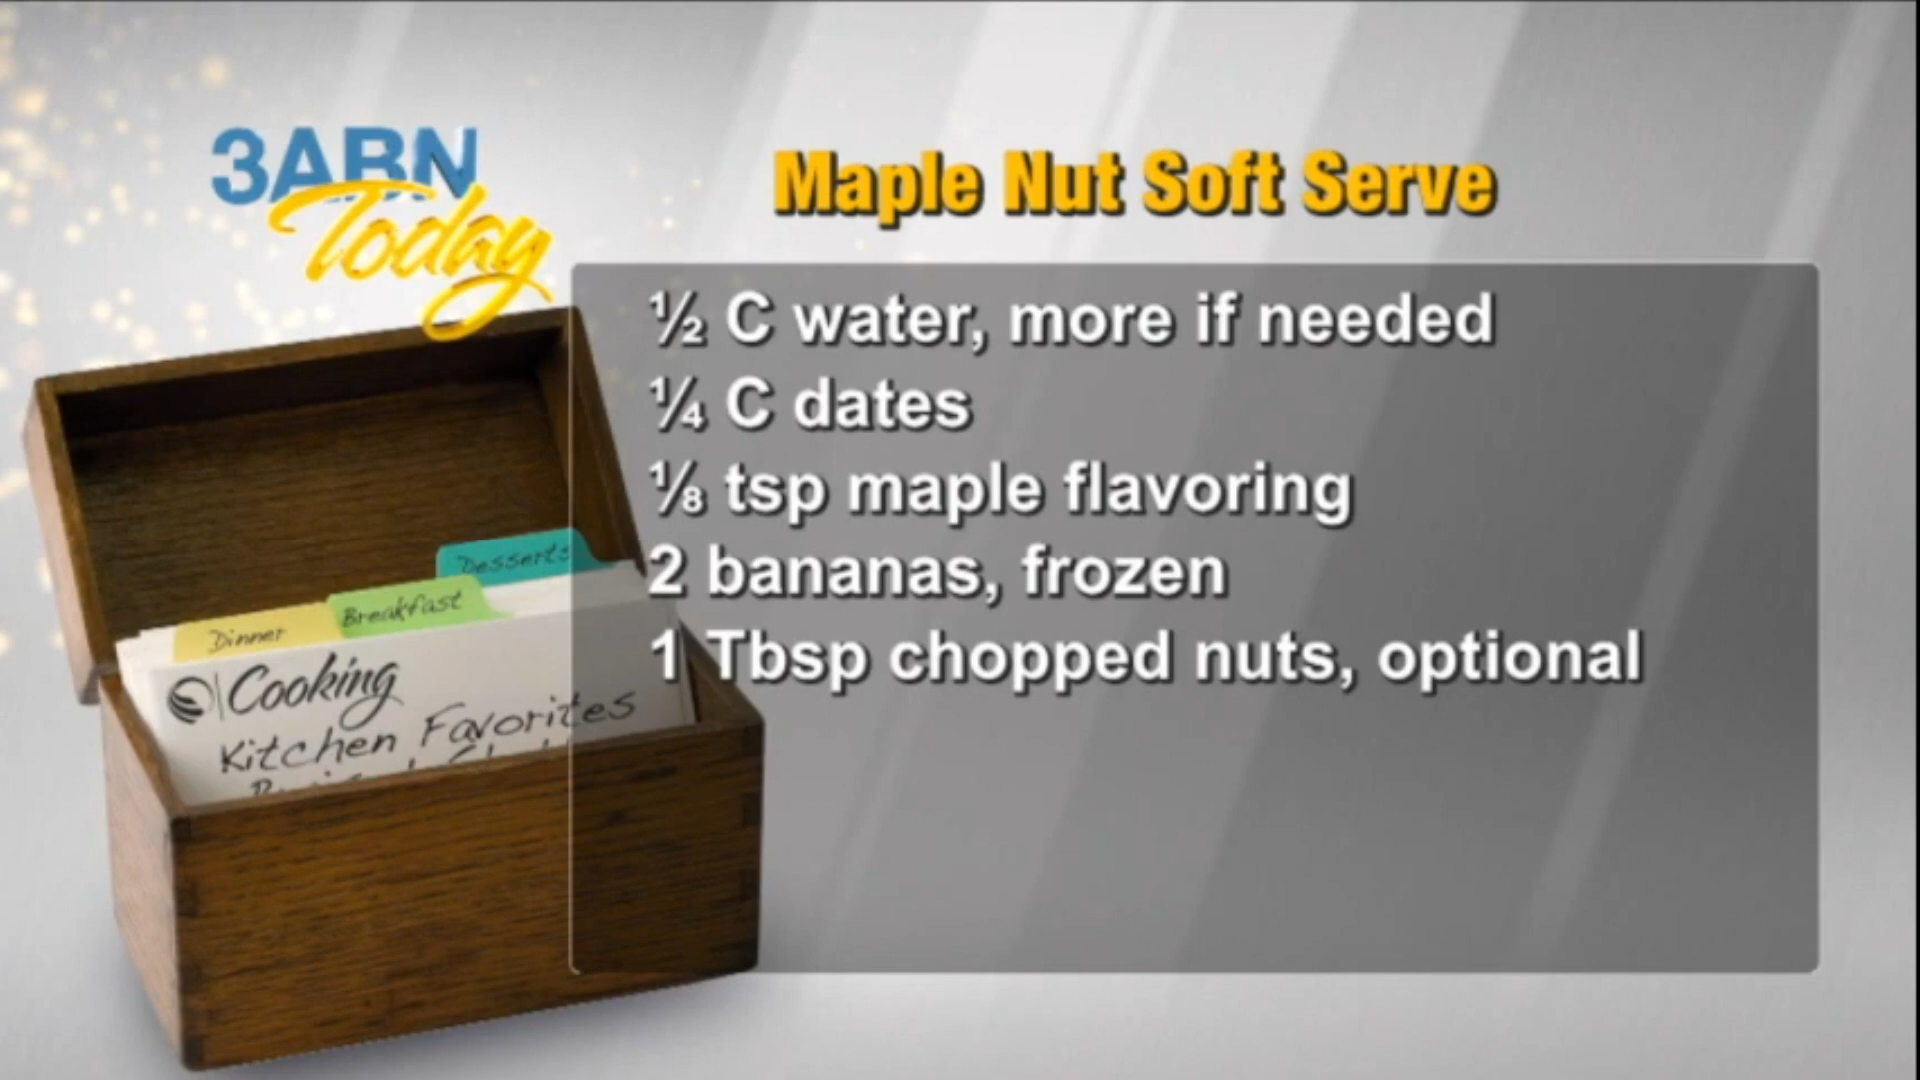 3ABN
Today
Maple Nut Soft Serve
½ C water, more if needed
¼ C dates
⅛ tsp maple flavoring
2 bananas, frozen
1 Tbsp chopped nuts, optional
Desserts
Breakfast
Dinner
Cooking
Kitchen Favorites